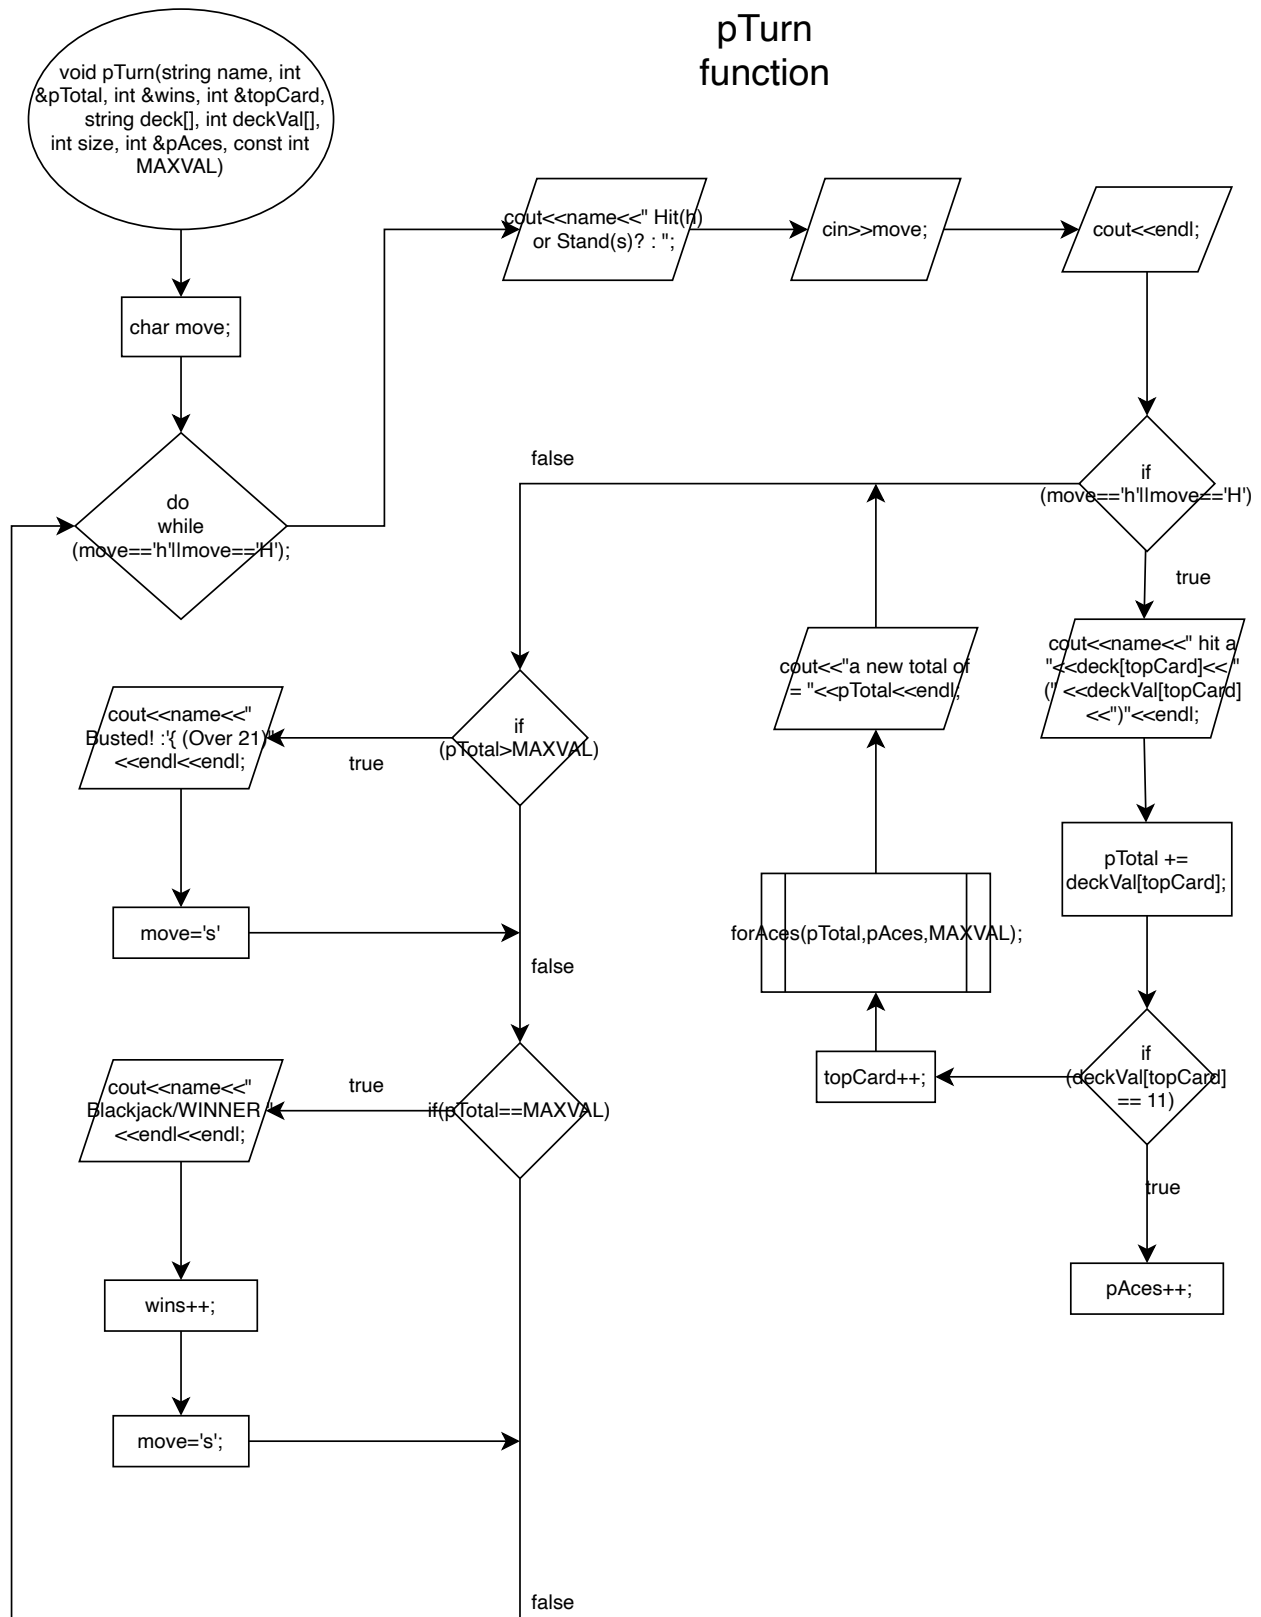 pTurn
function
void pTurn(string name, int
&pTotal, int &wins, int &topCard,
string deck[], int deckVal[],
int size, int &pAces, const int
MAXVAL)
char move;
do
while
(move=='h'||move=='H');
cout<<name<<" Hit(h)
or Stand(s)? : ";
cin>>move;
cout<<endl;
if
(move=='h'||move=='H')
false
true
cout<<name<<" hit a
"<<deck[topCard]<<"
(" <<deckVal[topCard]
<<")"<<endl;
pTotal +=
deckVal[topCard];
if
(deckVal[topCard]
== 11)
true
pAces++;
topCard++;
forAces(pTotal,pAces,MAXVAL);
cout<<"a new total of
= "<<pTotal<<endl;
if
(pTotal>MAXVAL)
true
cout<<name<<"
Busted! :'{ (Over 21)"
<<endl<<endl;
move='s'
false
if(pTotal==MAXVAL)
true
cout<<name<<"
Blackjack/WINNER "
<<endl<<endl;
wins++;
move='s';
false